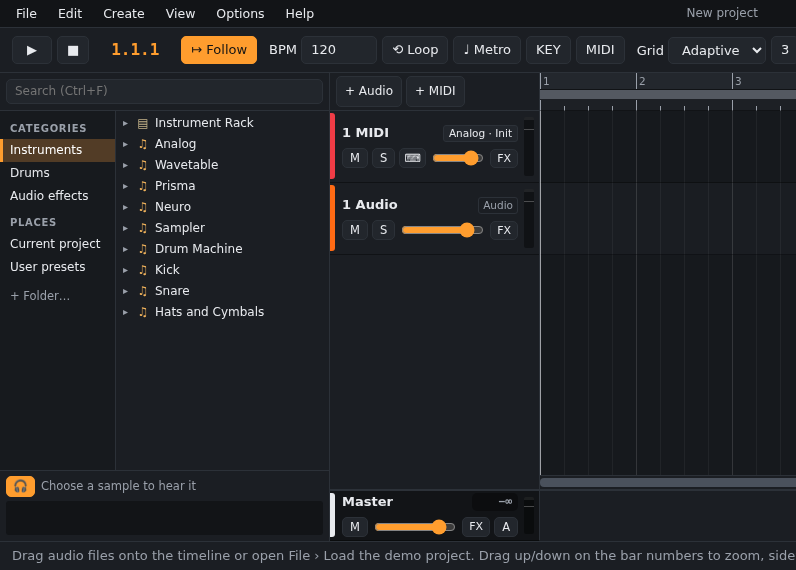 File Edit Create View Options Help New project
▶ ■ 1.1.1 ↦ Follow BPM 120 ⟲ Loop ♩ Metro KEY MIDI Grid Adaptive 3
Search (Ctrl+F)
+ Audio + MIDI
1 2 3
CATEGORIES
Instruments
Drums
Audio effects
PLACES
Current project
User presets
+ Folder...
Instrument Rack
Analog
Wavetable
Prisma
Neuro
Sampler
Drum Machine
Kick
Snare
Hats and Cymbals
1 MIDI Analog · Init
M S FX
1 Audio Audio
M S FX
Choose a sample to hear it
Master −∞
M FX A
Drag audio files onto the timeline or open File › Load the demo project. Drag up/down on the bar numbers to zoom, side